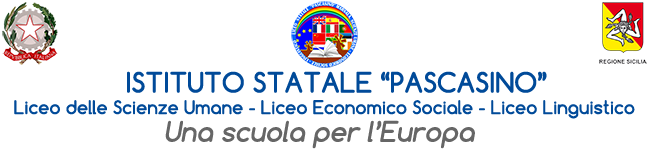 REGIONE SICILIA
ISTITUTO STATALE “PASCASINO”
Liceo delle Scienze Umane - Liceo Economico Sociale - Liceo Linguistico
Una scuola per l'Europa